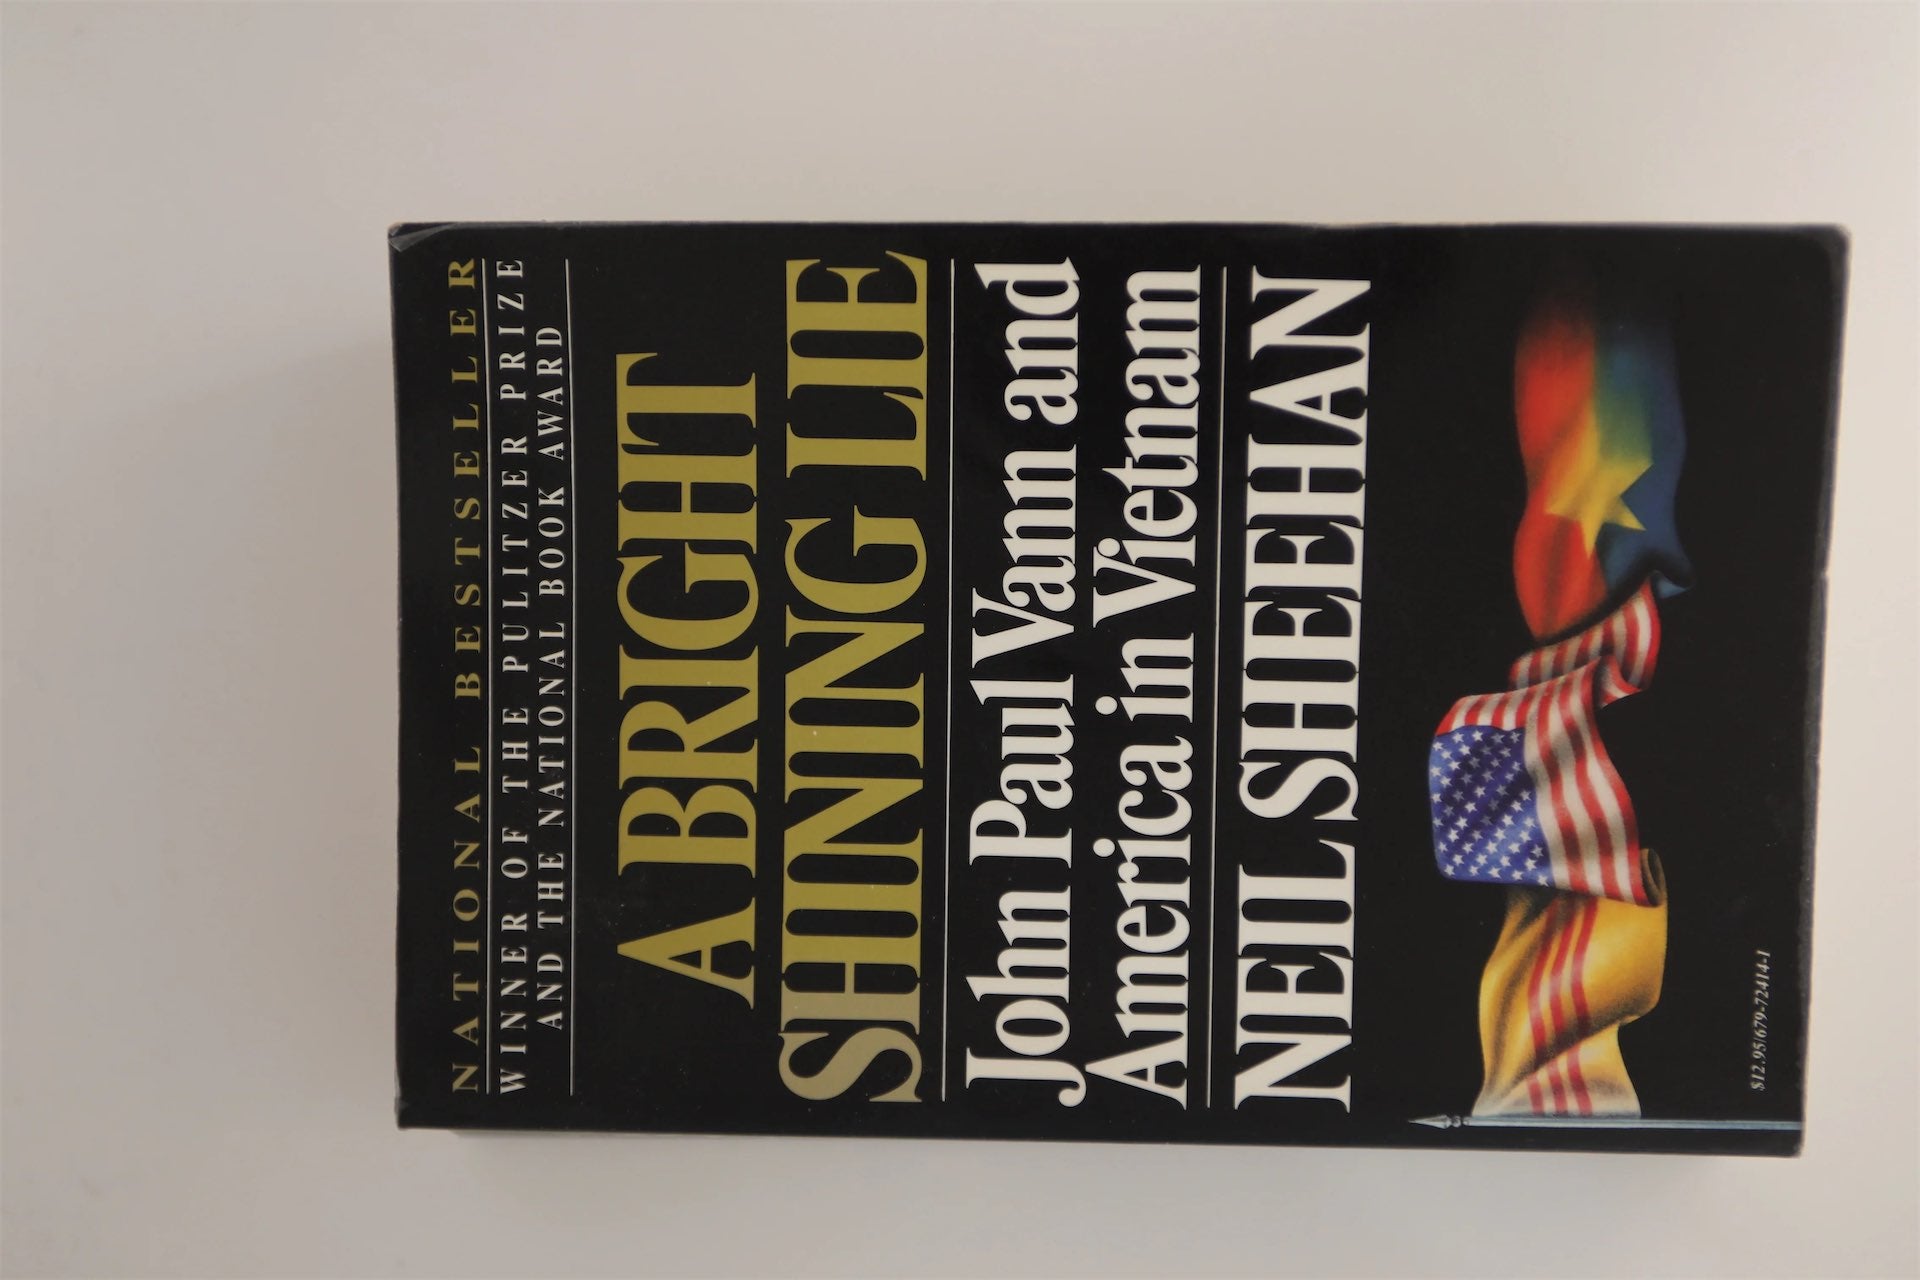 NATIONAL BESTSELLER
WINNER OF THE PULITZER PRIZE
AND THE NATIONAL BOOK AWARD
A BRIGHT
SHINING LIE
John Paul Vann and
America in Vietnam
NEIL SHEEHAN
$12.95/679-72414-1